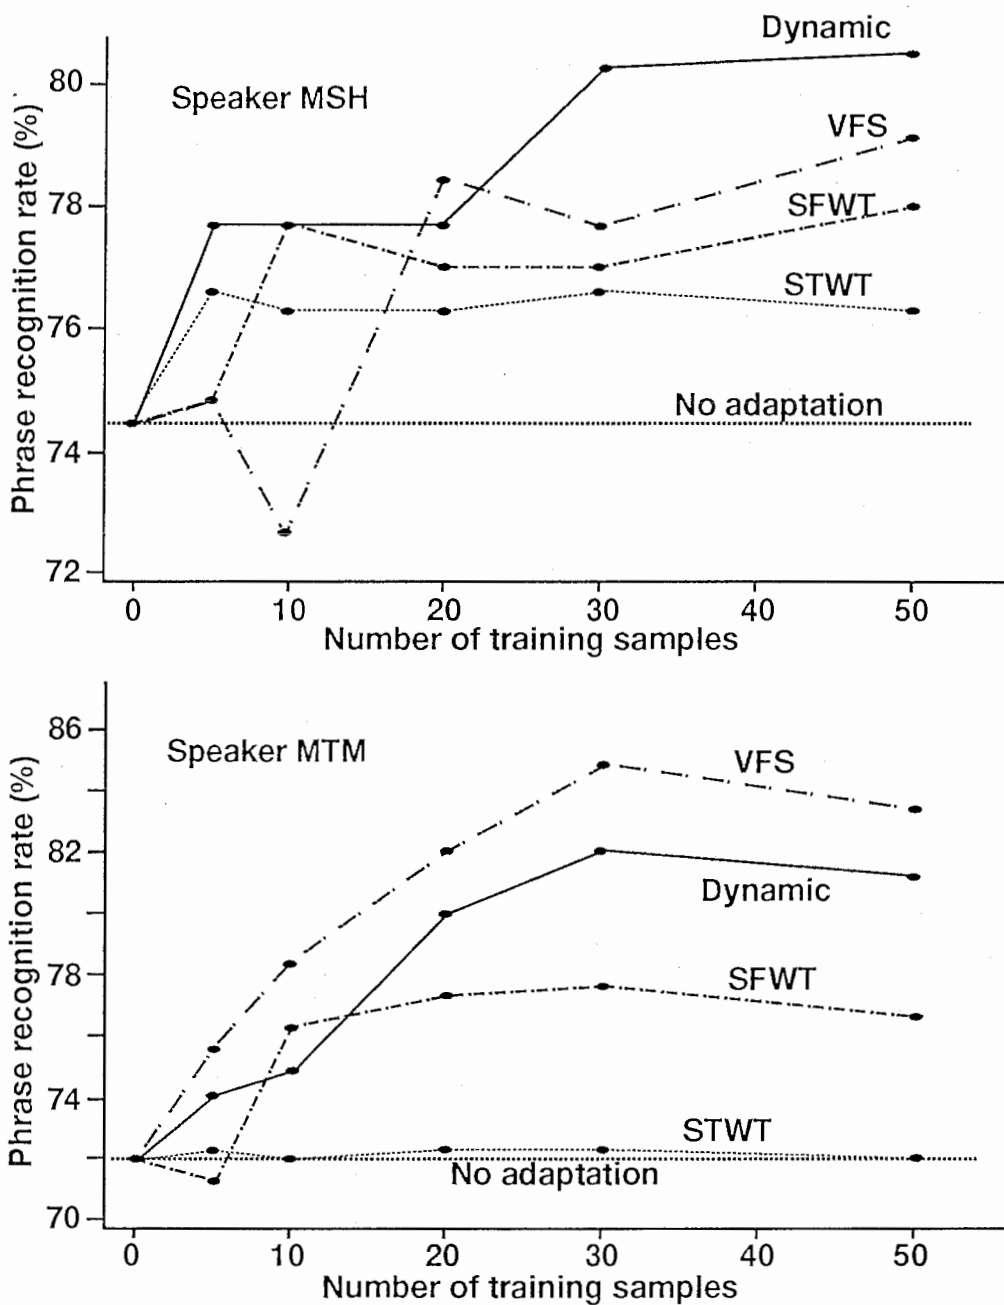 Dynamic
80
Speaker MSH
VFS
78
SFWT
STWT
76
No adaptation
74
72
0 10 20 30 40 50
Number of training samples
Phrase recognition rate (%)
86
Speaker MTM
VFS
82
Dynamic
78
SFWT
74
STWT
No adaptation
70
0 10 20 30 40 50
Number of training samples
Phrase recognition rate (%)